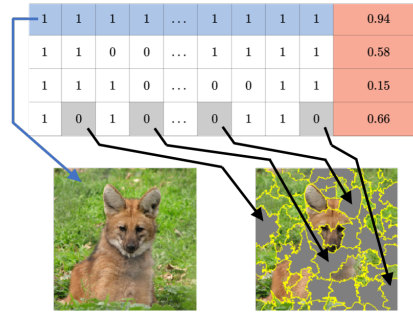 1 1 1 1 ... 1 1 1 1 0.94
1 1 0 0 ... 1 1 1 1 0.58
1 1 1 0 ... 0 0 1 1 0.15
1 0 1 0 ... 0 1 1 0 0.66